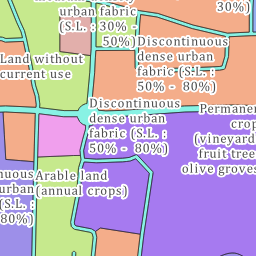 urban fabric
(S.L. : 30% -
50%)
30%)
Land without
current use
Discontinuous
dense urban
fabric (S.L. :
50% - 80%)
Discontinuous
dense urban
fabric (S.L. :
50% - 80%)
crop
(vineyard
fruit tree
olive groves
Arable land
(annual crops)
urban
(S.L. :
80%)